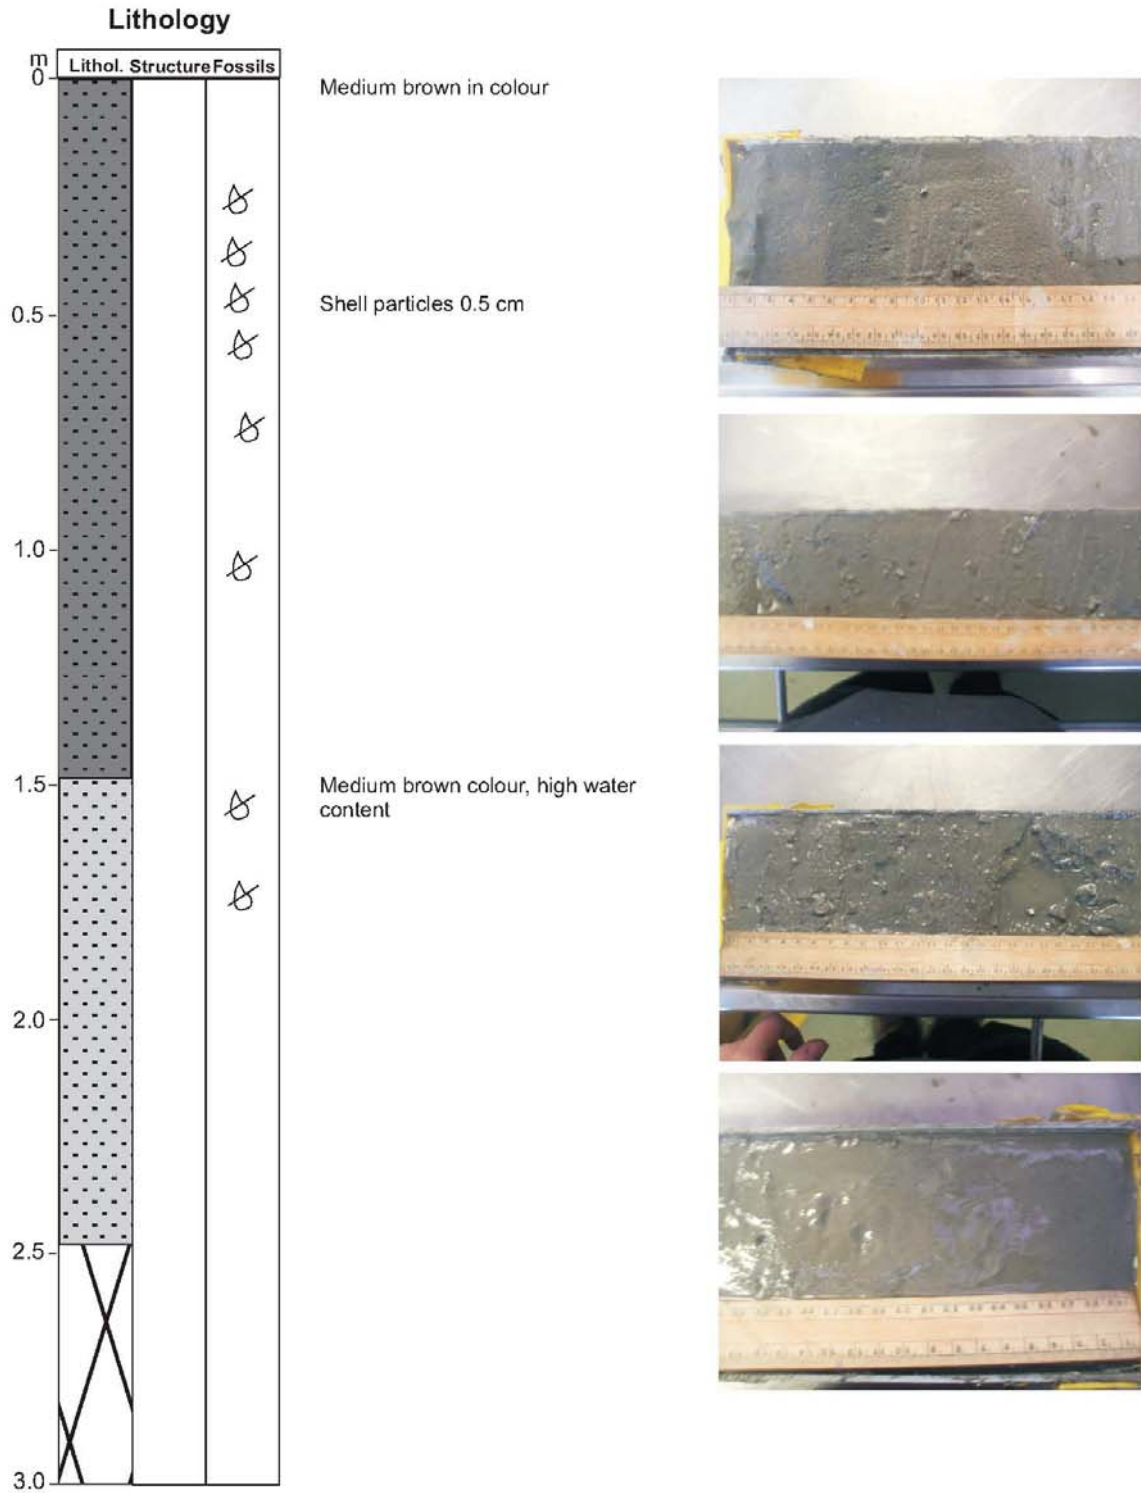 Lithology
m
Lithol. Structure Fossils
0
Medium brown in colour
0.5
Shell particles 0.5 cm
1.0
1.5
Medium brown colour, high water
content
2.0
2.5
3.0